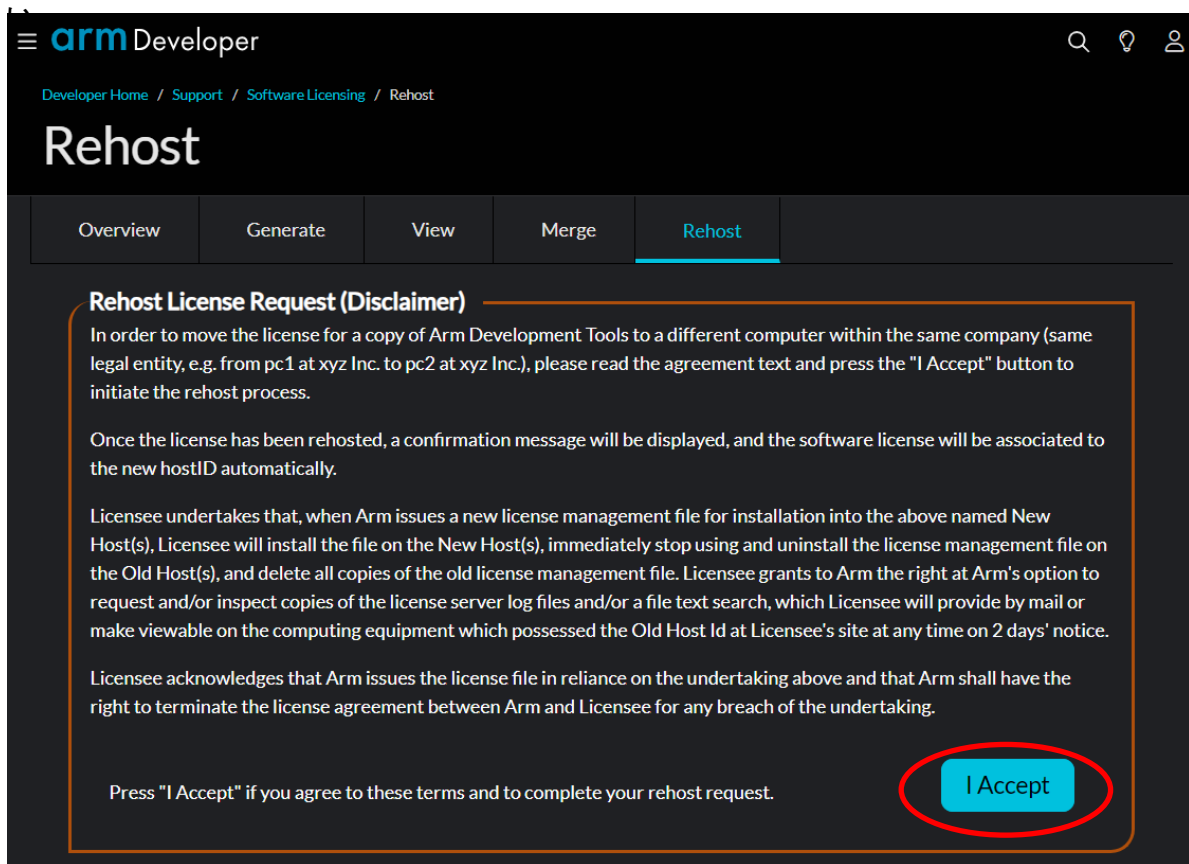 arm Developer
Developer Home / Support / Software Licensing / Rehost
Rehost
Overview Generate View Merge Rehost
Rehost License Request (Disclaimer)
In order to move the license for a copy of Arm Development Tools to a different computer within the same company (same
legal entity, e.g. from pc1 at xyz Inc. to pc2 at xyz Inc.), please read the agreement text and press the "I Accept" button to
initiate the rehost process.
Once the license has been rehosted, a confirmation message will be displayed, and the software license will be associated to
the new hostID automatically.
Licensee undertakes that, when Arm issues a new license management file for installation into the above named New
Host(s), Licensee will install the file on the New Host(s), immediately stop using and uninstall the license management file on
the Old Host(s), and delete all copies of the old license management file. Licensee grants to Arm the right at Arm's option to
request and/or inspect copies of the license server log files and/or a file text search, which Licensee will provide by mail or
make viewable on the computing equipment which possessed the Old Host Id at Licensee's site at any time on 2 days' notice.
Licensee acknowledges that Arm issues the license file in reliance on the undertaking above and that Arm shall have the
right to terminate the license agreement between Arm and Licensee for any breach of the undertaking.
Press "I Accept" if you agree to these terms and to complete your rehost request.
I Accept